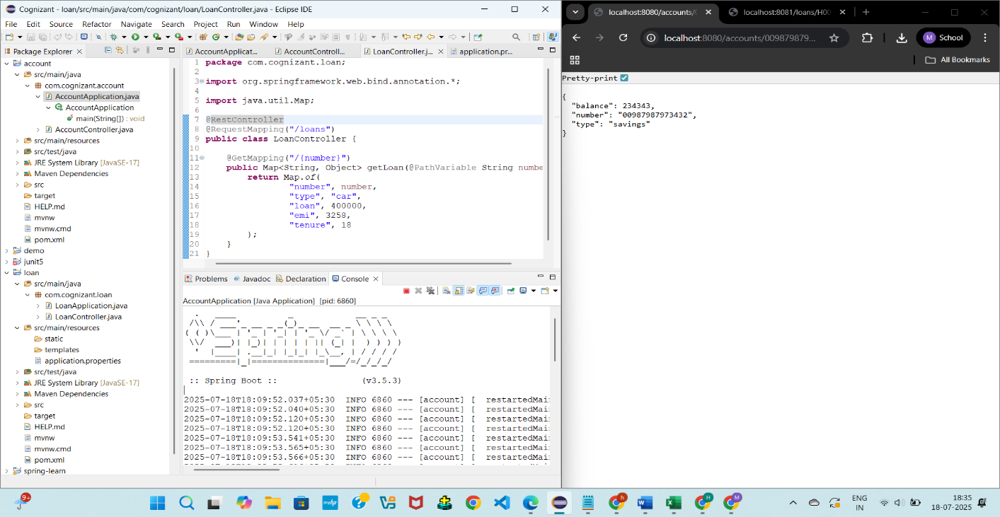 Cognizant - loan/src/main/java/com/cognizant/loan/LoanController.java - Eclipse IDE
File Edit Source Refactor Navigate Search Project Run Window Help
Package Explorer
account
src/main/java
com.cognizant.account
AccountApplication.java
AccountApplication
main(String[]) : void
AccountController.java
src/main/resources
src/test/java
JRE System Library [JavaSE-17]
Maven Dependencies
src
target
HELP.md
mvnw
mvnw.cmd
pom.xml
demo
junit5
loan
src/main/java
com.cognizant.loan
LoanApplication.java
LoanController.java
src/main/resources
static
templates
application.properties
src/test/java
JRE System Library [JavaSE-17]
Maven Dependencies
src
target
HELP.md
mvnw
mvnw.cmd
pom.xml
spring-learn
AccountApplicat... AccountControll... LoanController.j... application.pr...
1 package com.cognizant.loan;
2
3 import org.springframework.web.bind.annotation.*;
4
5 import java.util.Map;
6
7 @RestController
8 @RequestMapping("/loans")
9 public class LoanController {
10
11 @GetMapping("/{number}")
12 public Map<String, Object> getLoan(@PathVariable String numbe
13 return Map.of(
14 "number", number,
15 "type", "car",
16 "loan", 400000,
17 "emi", 3258,
18 "tenure", 18
19 );
20 }
21 }
Problems Javadoc Declaration Console
AccountApplication [Java Application] [pid: 6860]
:: Spring Boot :: (v3.5.3)
2025-07-18T18:09:52.037+05:30 INFO 6860 --- [account] [ restartedMai
2025-07-18T18:09:52.040+05:30 INFO 6860 --- [account] [ restartedMai
2025-07-18T18:09:52.120+05:30 INFO 6860 --- [account] [ restartedMai
2025-07-18T18:09:52.120+05:30 INFO 6860 --- [account] [ restartedMai
2025-07-18T18:09:53.541+05:30 INFO 6860 --- [account] [ restartedMai
2025-07-18T18:09:53.565+05:30 INFO 6860 --- [account] [ restartedMai
2025-07-18T18:09:53.566+05:30 INFO 6860 --- [account] [ restartedMai
localhost:8080/accounts/ localhost:8081/loans/H00
localhost:8080/accounts/009879879... M School
All Bookmarks
Pretty-print
{
"balance": 234343,
"number": "00987987973432",
"type": "savings"
}
9+
myhp
ENG
IN
18:35
18-07-2025